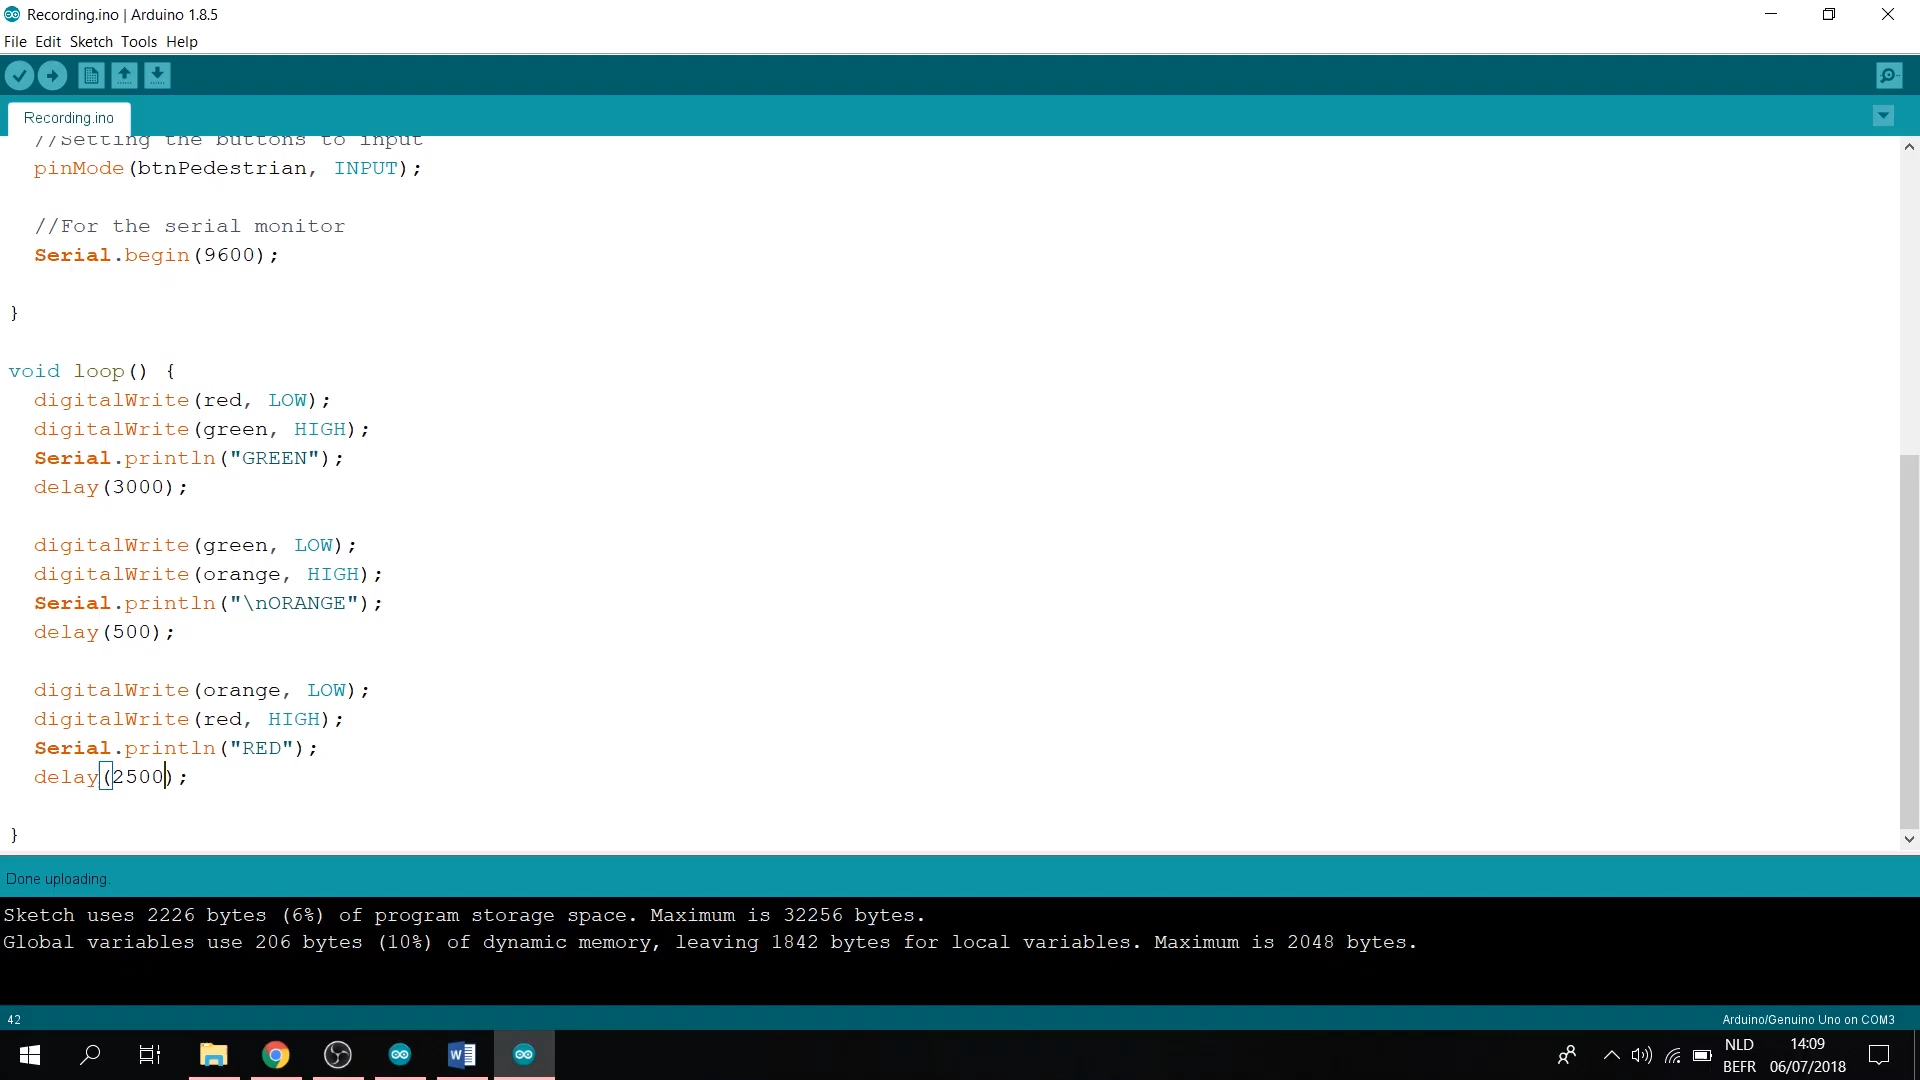 Recording.ino | Arduino 1.8.5
File Edit Sketch Tools Help
Recording.ino
//Setting the buttons to input
pinMode(btnPedestrian, INPUT);
//For the serial monitor
Serial.begin(9600);
}
void loop() {
digitalWrite(red, LOW);
digitalWrite(green, HIGH);
Serial.println("GREEN");
delay(3000);
digitalWrite(green, LOW);
digitalWrite(orange, HIGH);
Serial.println("\nORANGE");
delay(500);
digitalWrite(orange, LOW);
digitalWrite(red, HIGH);
Serial.println("RED");
delay(2500);
}
Done uploading.
Sketch uses 2226 bytes (6%) of program storage space. Maximum is 32256 bytes.
Global variables use 206 bytes (10%) of dynamic memory, leaving 1842 bytes for local variables. Maximum is 2048 bytes.
42
Arduino/Genuino Uno on COM3
NLD
BEFR
14:09
06/07/2018